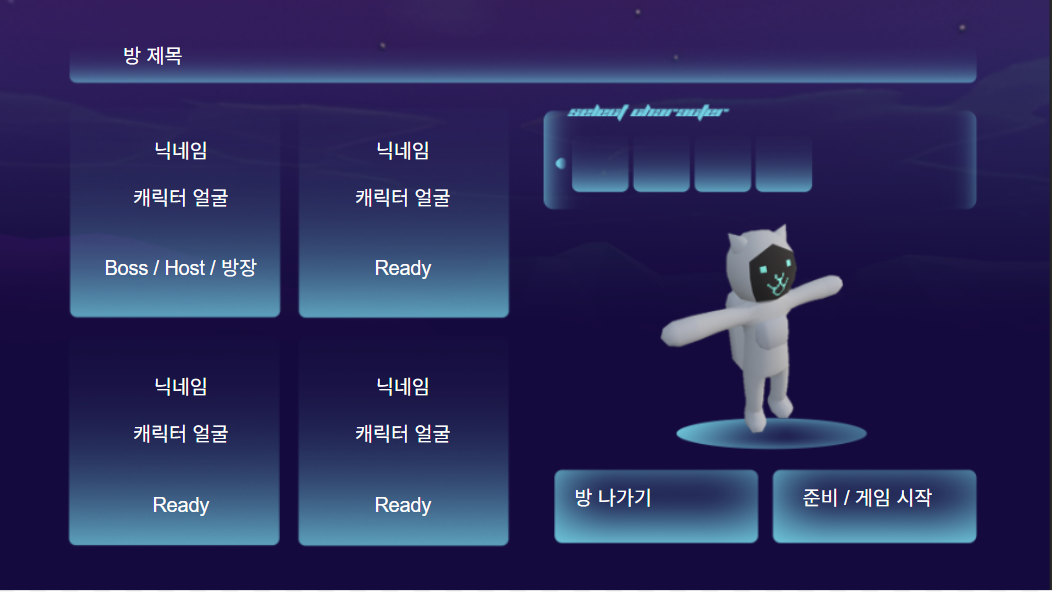 방 제목
select character
닉네임
닉네임
캐릭터 얼굴
캐릭터 얼굴
Boss / Host / 방장
Ready
닉네임
닉네임
캐릭터 얼굴
캐릭터 얼굴
Ready
Ready
방 나가기
준비 / 게임 시작